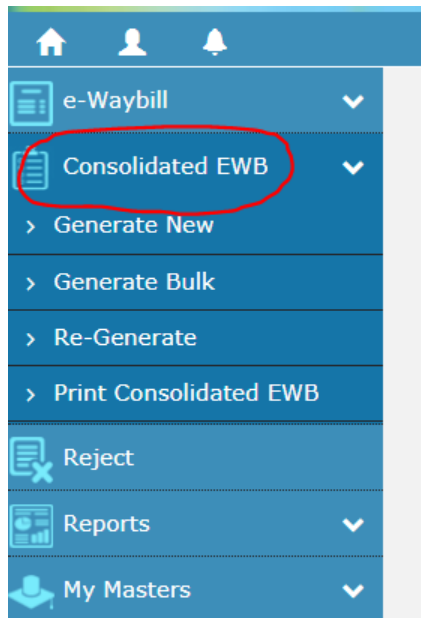 e-Waybill
Consolidated EWB
Generate New
Generate Bulk
Re-Generate
Print Consolidated EWB
Reject
Reports
My Masters